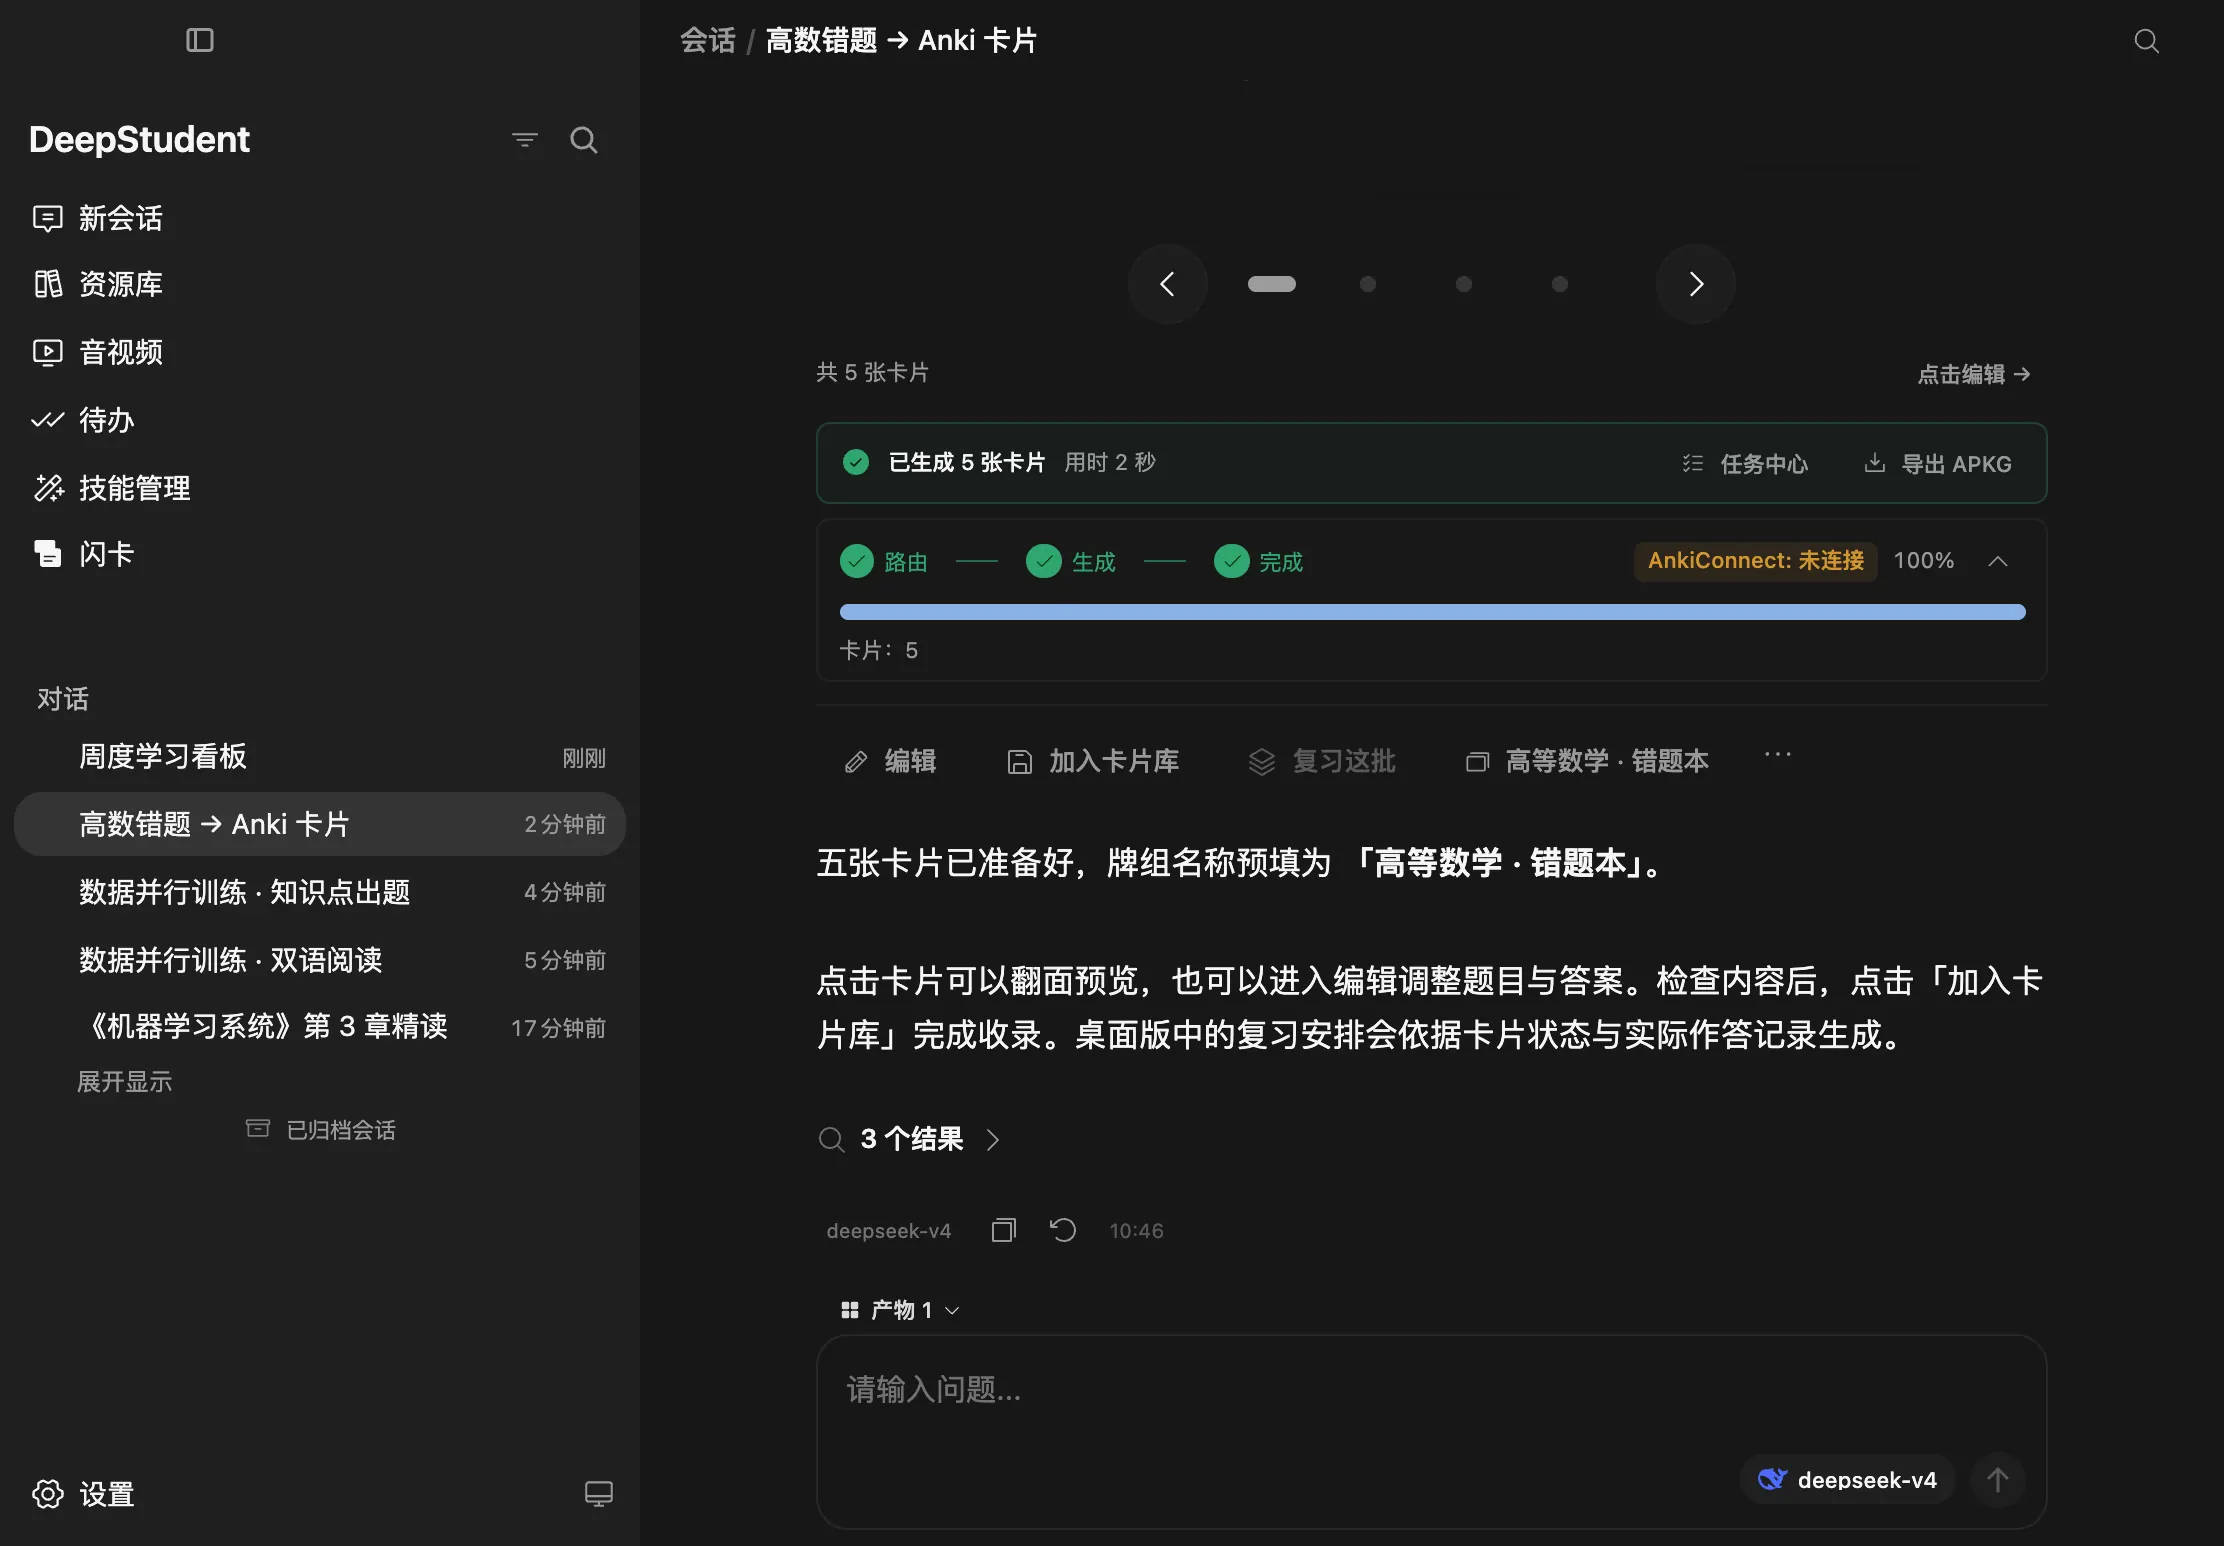 会话 / 高数错题 → Anki 卡片
DeepStudent
新会话
资源库
音视频
待办
技能管理
闪卡
对话
周度学习看板 刚刚
高数错题 → Anki 卡片 2 分钟前
数据并行训练 · 知识点出题 4 分钟前
数据并行训练 · 双语阅读 5 分钟前
《机器学习系统》第 3 章精读 17 分钟前
展开显示
已归档会话
设置
共 5 张卡片
点击编辑 →
已生成 5 张卡片 用时 2 秒
任务中心 导出 APKG
路由 生成 完成
AnkiConnect: 未连接 100%
卡片： 5
编辑 加入卡片库 复习这批 高等数学 · 错题本 ···
五张卡片已准备好，牌组名称预填为 「高等数学 · 错题本」。
点击卡片可以翻面预览，也可以进入编辑调整题目与答案。检查内容后，点击「加入卡
片库」完成收录。桌面版中的复习安排会依据卡片状态与实际作答记录生成。
3 个结果
deepseek-v4 10:46
产物 1
请输入问题...
deepseek-v4